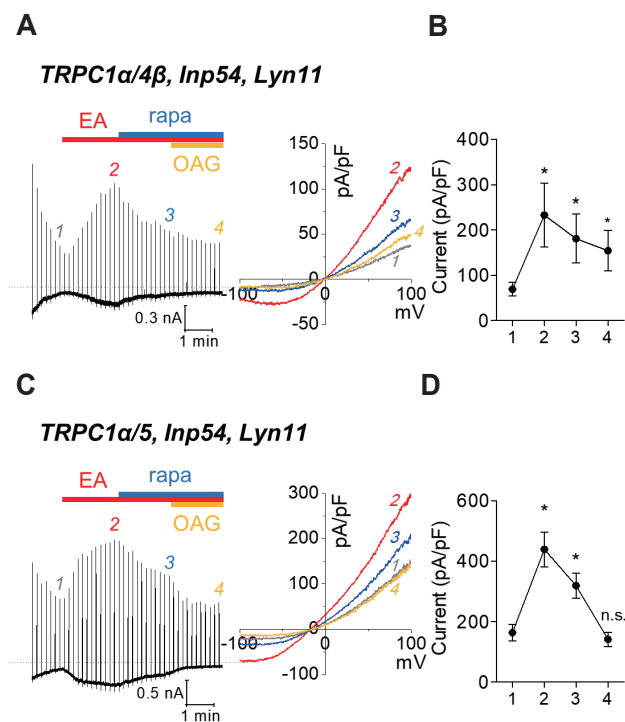 A
B
TRPC1α/4β, Inp54, Lyn11
EA
rapa
OAG
1
2
3
4
0.3 nA
1 min
150
100
50
0
-50
-100
0
100
pA/pF
mV
2
3
4
1
Current (pA/pF)
400
300
200
100
0
*
*
*
1 2 3 4
C
D
TRPC1α/5, Inp54, Lyn11
EA
rapa
OAG
1
2
3
4
0.5 nA
1 min
300
200
100
0
-100
-100
0
100
pA/pF
mV
2
3
1
4
Current (pA/pF)
600
400
200
0
*
*
n.s.
1 2 3 4